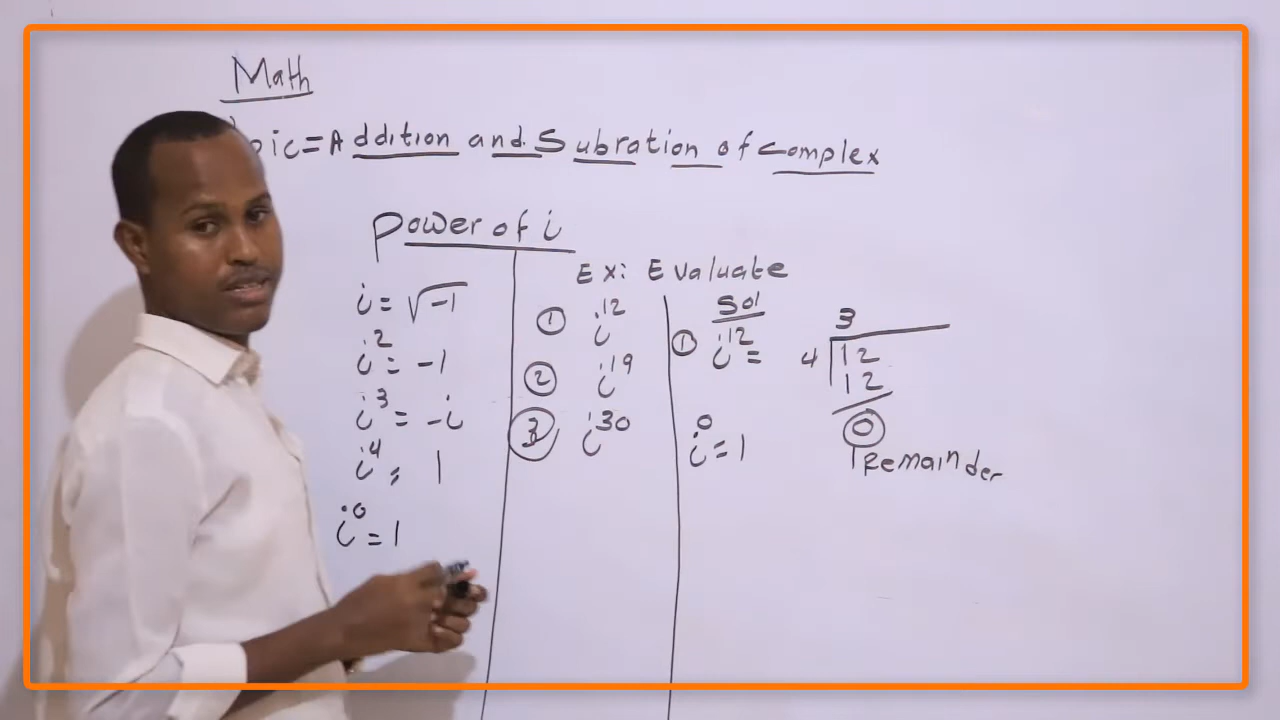 Math
pic = Addition and Subration of complex
power of i
Ex: Evaluate
i = √-1
i² = -1
i³ = -i
i⁴ = 1
i⁰ = 1
① i¹²
② i¹⁹
③ i³⁰
Sol
① i¹² =
i⁰ = 1
3
4 12
12
0
Remainder